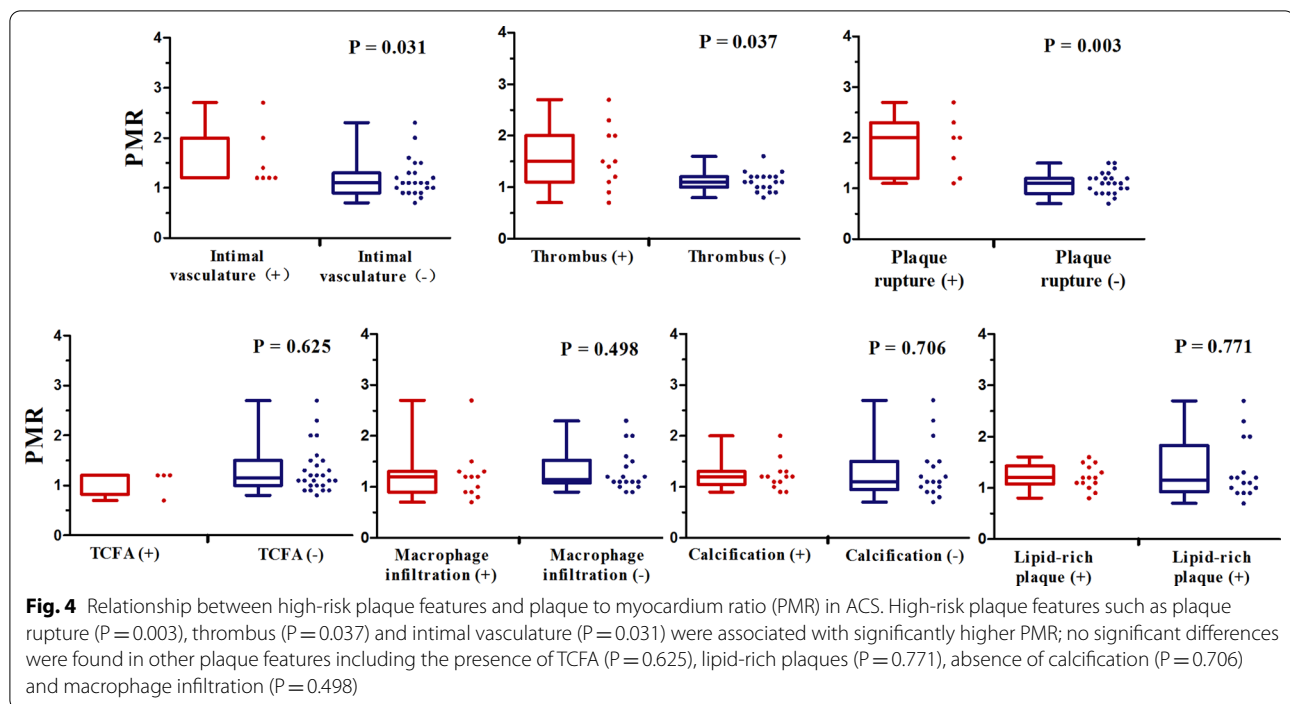 P = 0.031
P = 0.037
P = 0.003
PMR
4
3
2
1
0
4
3
2
1
0
4
3
2
1
0
Intimal
vasculature (+)
Intimal
vasculature (-)
Thrombus (+)
Thrombus (-)
Plaque
rupture (+)
Plaque
rupture (-)
P = 0.625
P = 0.498
P = 0.706
P = 0.771
PMR
4
3
2
1
0
4
3
2
1
0
4
3
2
1
0
4
3
2
1
0
TCFA (+)
TCFA (-)
Macrophage
infiltration (+)
Macrophage
infiltration (-)
Calcification (+)
Calcification (-)
Lipid-rich
plaque (+)
Lipid-rich
plaque (+)
Fig. 4 Relationship between high-risk plaque features and plaque to myocardium ratio (PMR) in ACS. High-risk plaque features such as plaque
rupture (P = 0.003), thrombus (P = 0.037) and intimal vasculature (P = 0.031) were associated with significantly higher PMR; no significant differences
were found in other plaque features including the presence of TCFA (P = 0.625), lipid-rich plaques (P = 0.771), absence of calcification (P = 0.706)
and macrophage infiltration (P = 0.498)